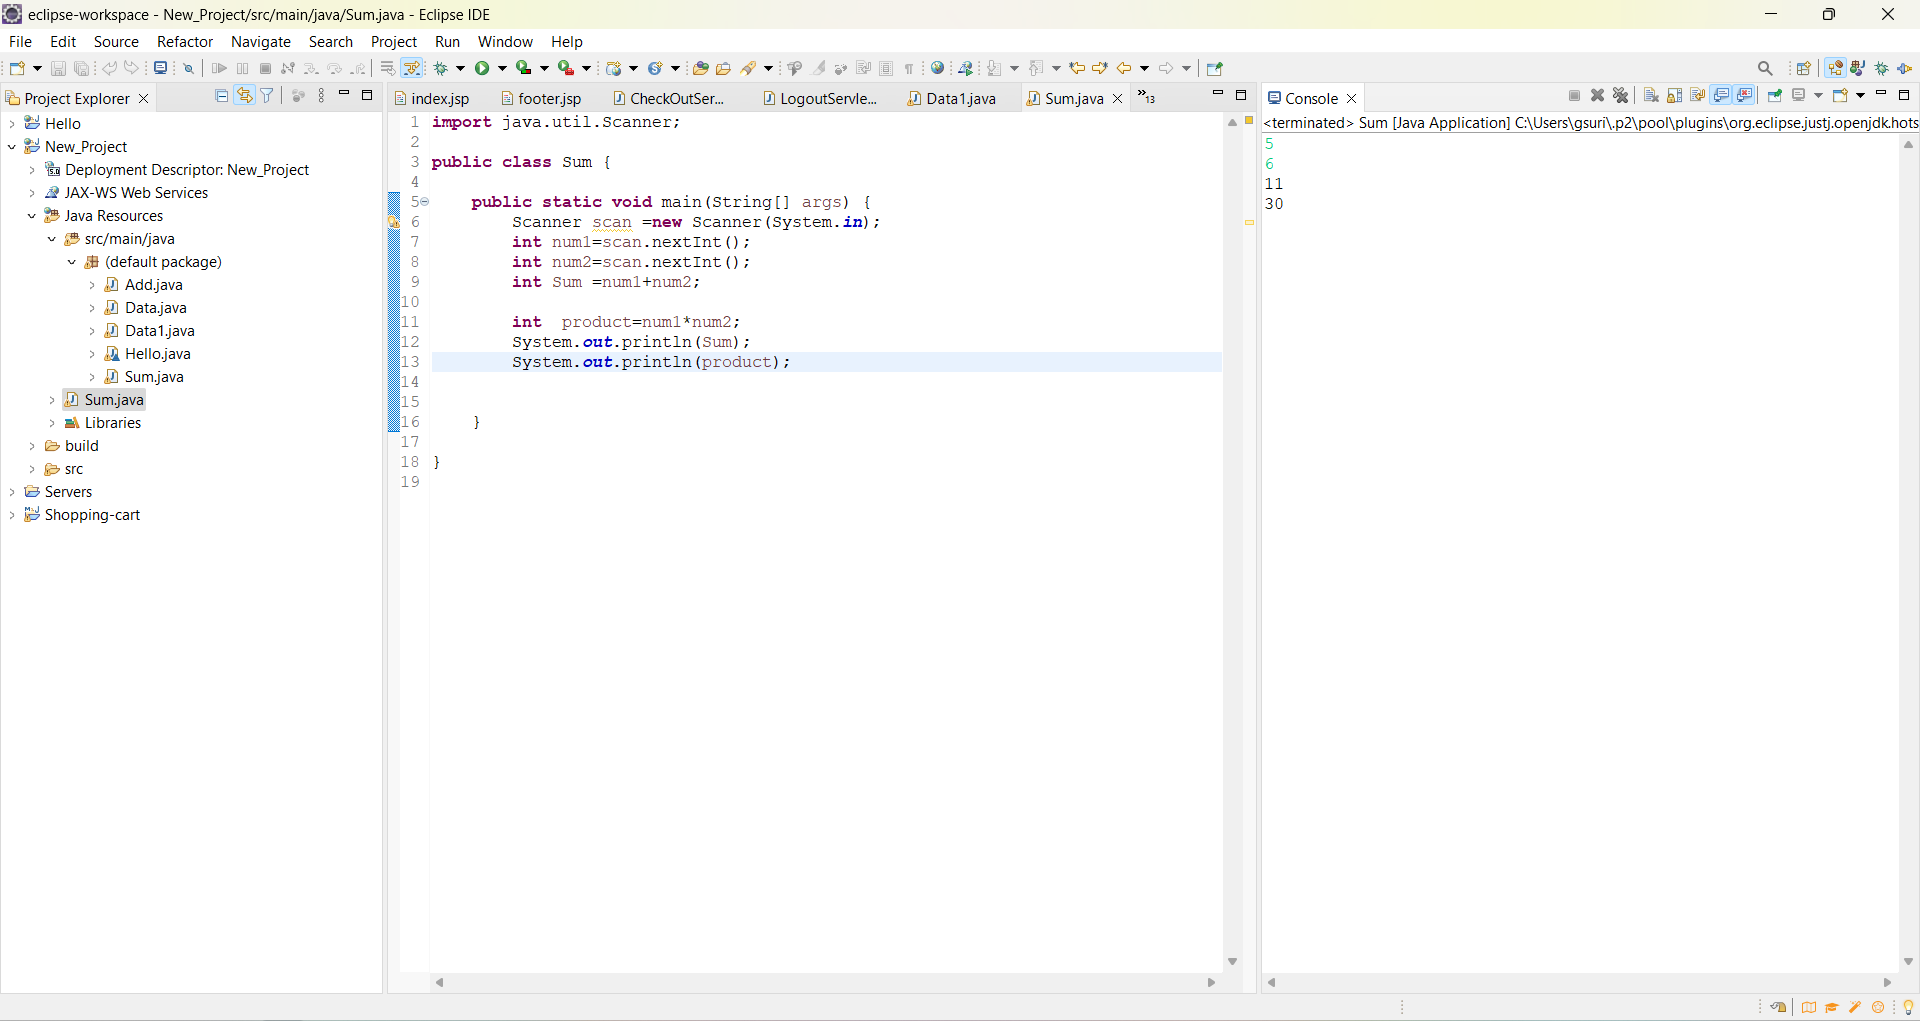 eclipse-workspace - New_Project/src/main/java/Sum.java - Eclipse IDE
File Edit Source Refactor Navigate Search Project Run Window Help
Project Explorer
Hello
New_Project
Deployment Descriptor: New_Project
JAX-WS Web Services
Java Resources
src/main/java
(default package)
Add.java
Data.java
Data1.java
Hello.java
Sum.java
Sum.java
Libraries
build
src
Servers
Shopping-cart
index.jsp footer.jsp CheckOutSer... LogoutServle... Data1.java Sum.java »13
1 import java.util.Scanner;
2
3 public class Sum {
4
5 public static void main(String[] args) {
6 Scanner scan =new Scanner(System.in);
7 int num1=scan.nextInt();
8 int num2=scan.nextInt();
9 int Sum =num1+num2;
10
11 int  product=num1*num2;
12 System.out.println(Sum);
13 System.out.println(product);
14
15
16 }
17
18 }
19
Console
<terminated> Sum [Java Application] C:\Users\gsuri\.p2\pool\plugins\org.eclipse.justj.openjdk.hots
5
6
11
30